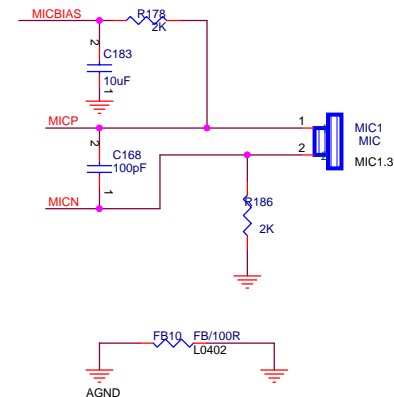 MICBIAS
R178
2K
2
C183
10uF
1
MICP
1
MIC1
MIC
2
C168
100pF
2
MIC1.3
1
MICN
R186
2K
FB10 FB/100R
L0402
AGND